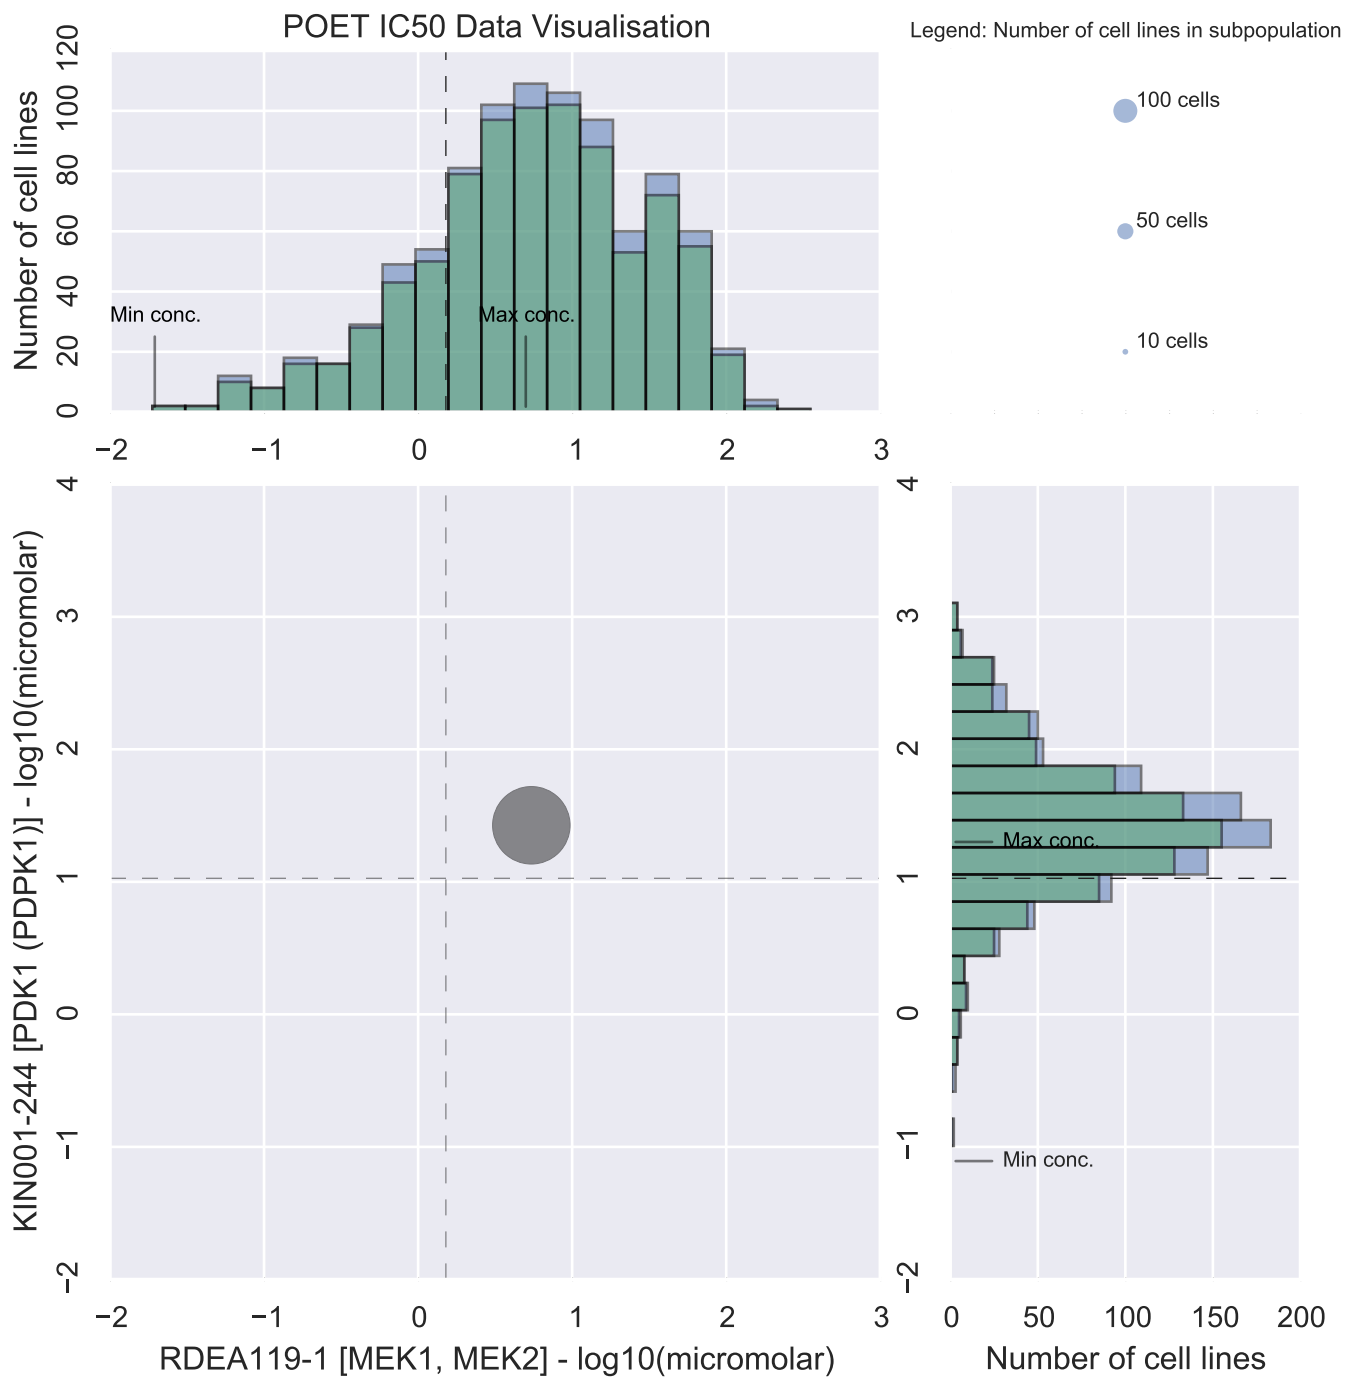 POET IC50 Data Visualisation
Legend: Number of cell lines in subpopulation
Number of cell lines
120
100
80
60
40
20
0
Min conc.
Max conc.
−2 −1 0 1 2 3
100 cells
50 cells
10 cells
KIN001-244 [PDK1 (PDPK1)] - log10(micromolar)
4
3
2
1
0
−1
−2
−2 −1 0 1 2 3
RDEA119-1 [MEK1, MEK2] - log10(micromolar)
4
3
2
1
0
−1
−2
Max conc.
Min conc.
0 50 100 150 200
Number of cell lines